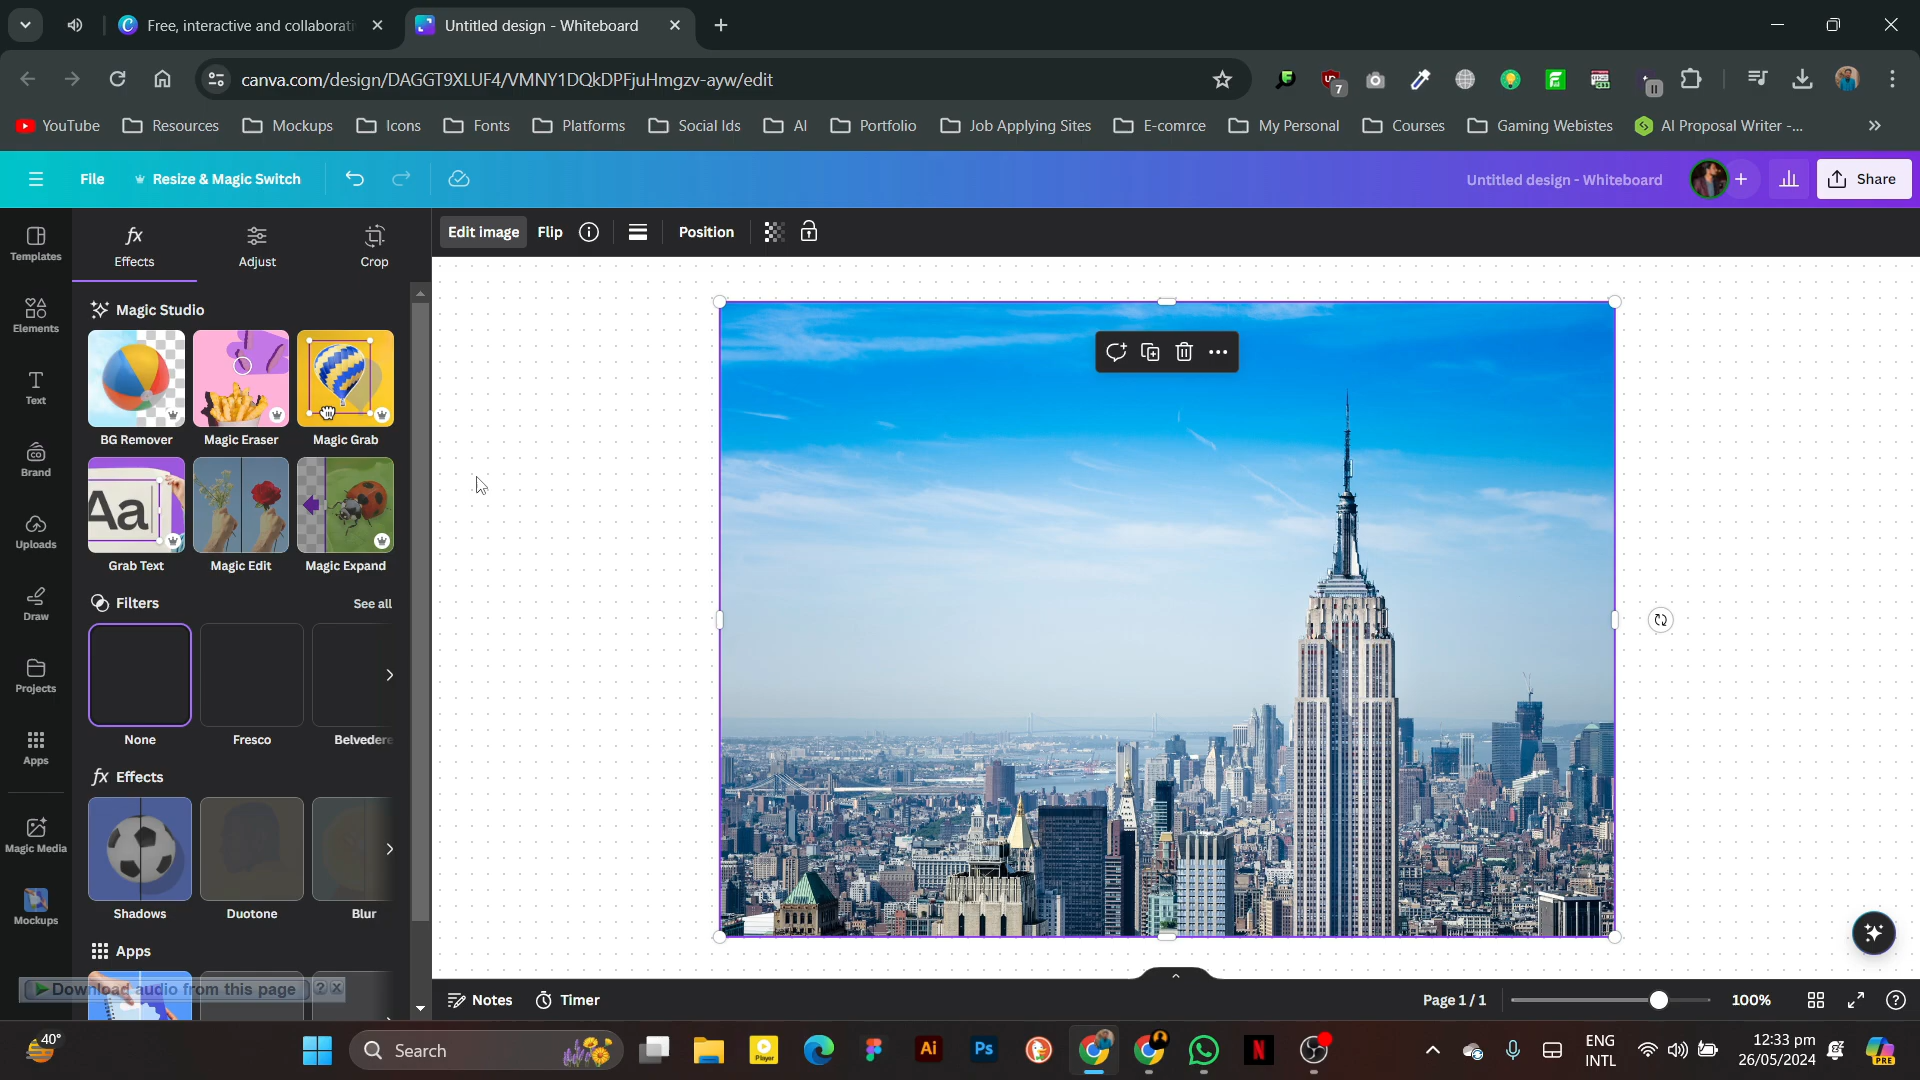 Free, interactive and collaborati
Untitled design - Whiteboard
canva.com/design/DAGGT9XLUF4/VMNY1DQkDPFjuHmgzv-ayw/edit
7
YouTube
Resources
Mockups
Icons
Fonts
Platforms
Social Ids
AI
Portfolio
Job Applying Sites
E-comrce
My Personal
Courses
Gaming Webistes
AI Proposal Writer -...
File
Resize & Magic Switch
Untitled design - Whiteboard
Share
Templates
Elements
Text
Brand
Uploads
Draw
Projects
Apps
Magic Media
Mockups
Effects
Adjust
Crop
Edit image
Flip
Position
Magic Studio
BG Remover
Magic Eraser
Magic Grab
Aa
Grab Text
Magic Edit
Magic Expand
Filters
See all
None
Fresco
Belvedere
Effects
Shadows
Duotone
Blur
Apps
Download audio from this page
Notes
Timer
Page 1 / 1
100%
40°
Search
Player
Ai
Ps
N
ENG
INTL
12:33 pm
26/05/2024
PRE